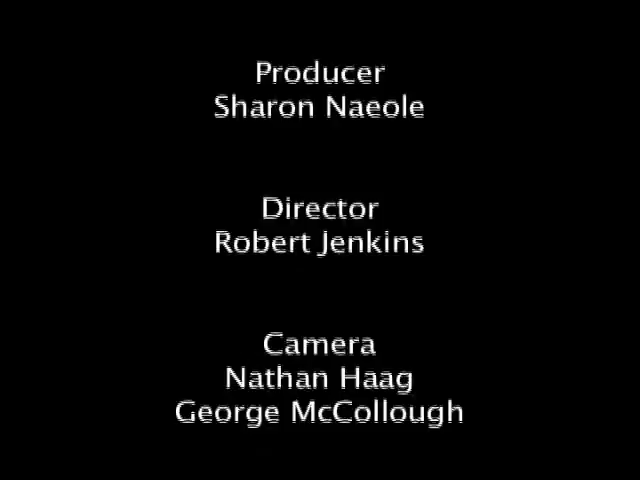 Producer
Sharon Naeole
Director
Robert Jenkins
Camera
Nathan Haag
George McCollough